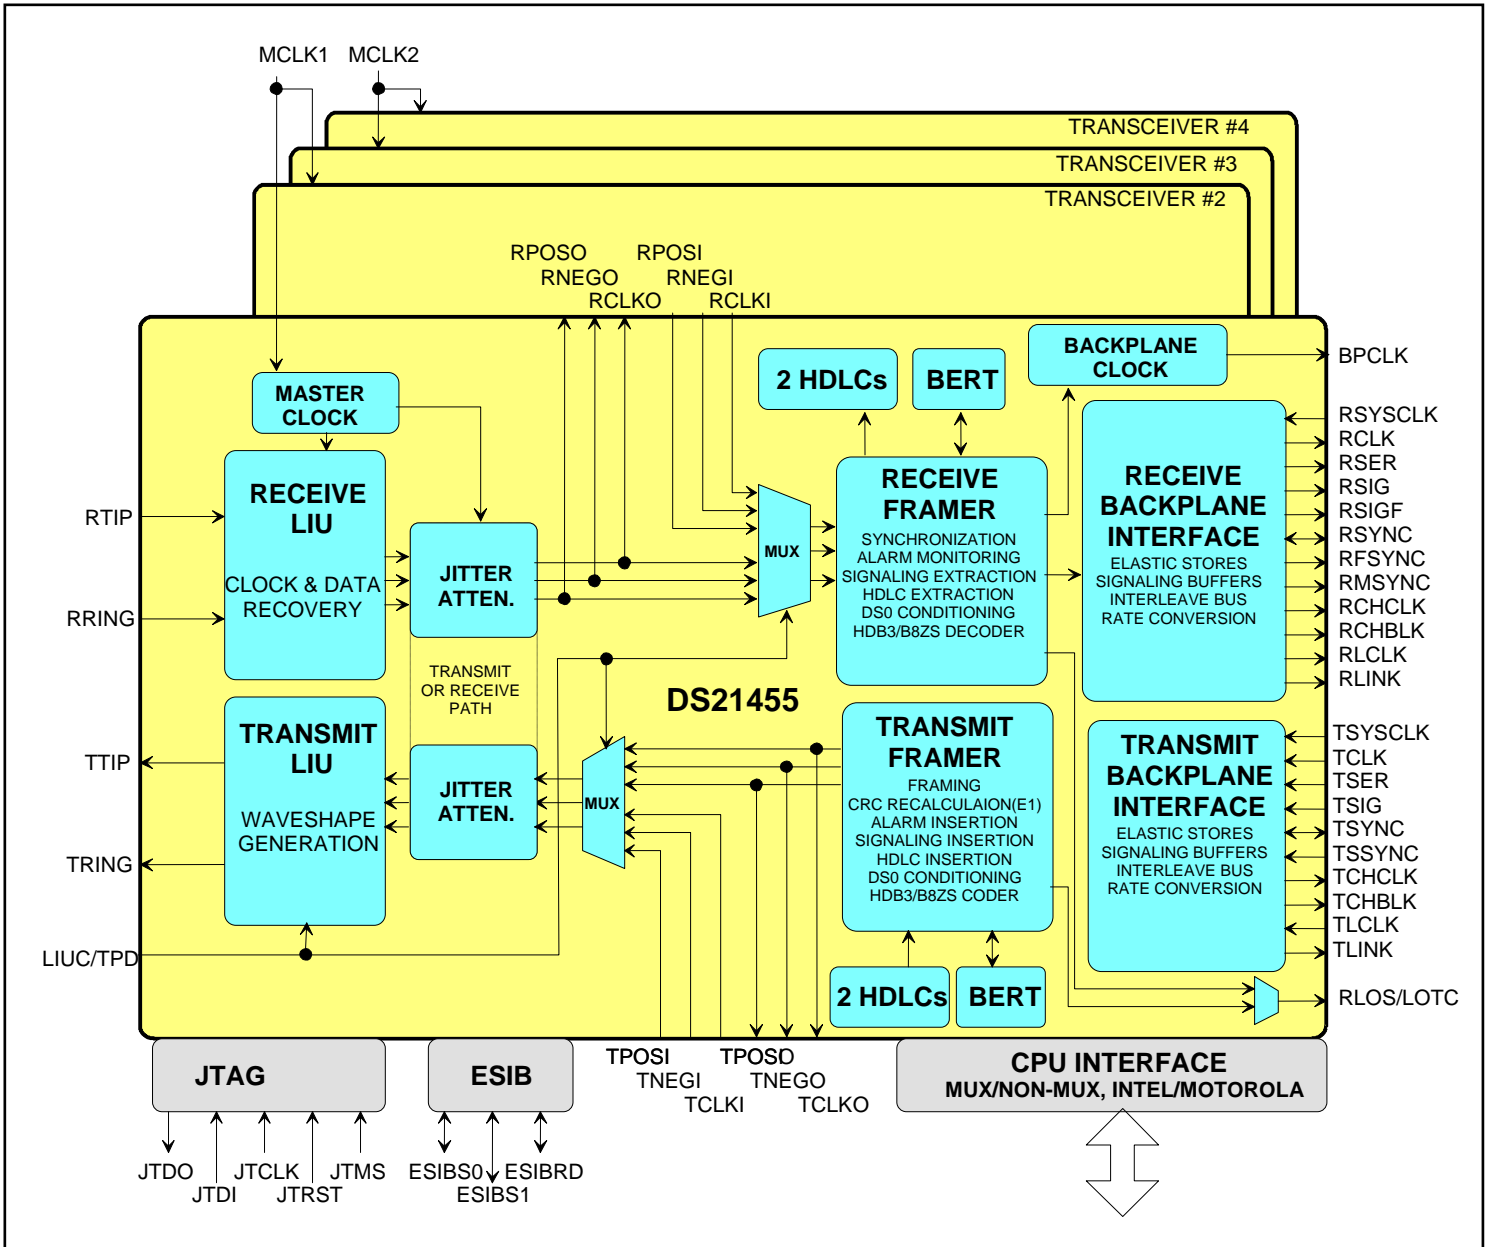 MCLK1
MCLK2
TRANSCEIVER #4
TRANSCEIVER #3
TRANSCEIVER #2
RPOSO
RNEGO
RCLKO
RPOSI
RNEGI
RCLKI
MASTER
CLOCK
2 HDLCs
BERT
BACKPLANE
CLOCK
BPCLK
RTIP
RRING
RECEIVE
LIU
CLOCK & DATA
RECOVERY
JITTER
ATTEN.
MUX
RECEIVE
FRAMER
SYNCHRONIZATION
ALARM MONITORING
SIGNALING EXTRACTION
HDLC EXTRACTION
DS0 CONDITIONING
HDB3/B8ZS DECODER
RECEIVE
BACKPLANE
INTERFACE
ELASTIC STORES
SIGNALING BUFFERS
INTERLEAVE BUS
RATE CONVERSION
RSYSCLK
RCLK
RSER
RSIG
RSIGF
RSYNC
RFSYNC
RMSYNC
RCHCLK
RCHBLK
RLCLK
RLINK
TRANSMIT
OR RECEIVE
PATH
DS21455
TTIP
TRING
LIUC/TPD
TRANSMIT
LIU
WAVESHAPE
GENERATION
JITTER
ATTEN.
MUX
TRANSMIT
FRAMER
FRAMING
CRC RECALCULAION(E1)
ALARM INSERTION
SIGNALING INSERTION
HDLC INSERTION
DS0 CONDITIONING
HDB3/B8ZS CODER
2 HDLCs
BERT
TRANSMIT
BACKPLANE
INTERFACE
ELASTIC STORES
SIGNALING BUFFERS
INTERLEAVE BUS
RATE CONVERSION
TSYSCLK
TCLK
TSER
TSIG
TSYNC
TSSYNC
TCHCLK
TCHBLK
TLCLK
TLINK
RLOS/LOTC
JTAG
JTDO
JTDI
JTCLK
JTRST
JTMS
ESIB
ESIBS0
ESIBS1
ESIBRD
TPOSI
TNEGI
TCLKI
TNEGO
TCLKO
CPU INTERFACE
MUX/NON-MUX, INTEL/MOTOROLA